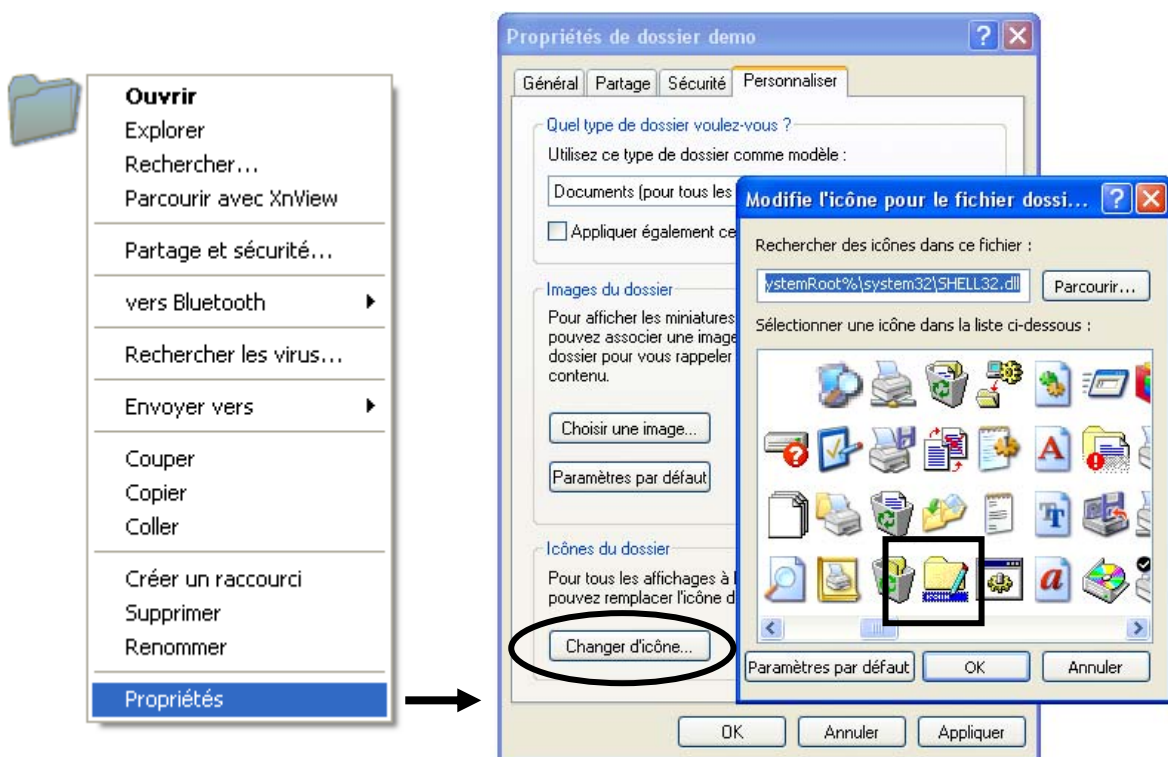 Ouvrir
Explorer
Rechercher...
Parcourir avec XnView
Partage et sécurité...
vers Bluetooth
Rechercher les virus...
Envoyer vers
Couper
Copier
Coller
Créer un raccourci
Supprimer
Renommer
Propriétés
Propriétés de dossier demo
Général Partage Sécurité Personnaliser
Quel type de dossier voulez-vous ?
Utilisez ce type de dossier comme modèle :
Documents (pour tous les
Appliquer également ce
Images du dossier
Pour afficher les miniatures
pouvez associer une image
dossier pour vous rappeler
contenu.
Choisir une image...
Paramètres par défaut
Icônes du dossier
Pour tous les affichages à
pouvez remplacer l'icône d
Changer d'icône...
OK Annuler Appliquer
Modifie l'icône pour le fichier dossi...
Rechercher des icônes dans ce fichier :
ystemRoot%\system32\SHELL32.dll
Parcourir...
Sélectionner une icône dans la liste ci-dessous :
Paramètres par défaut OK Annuler